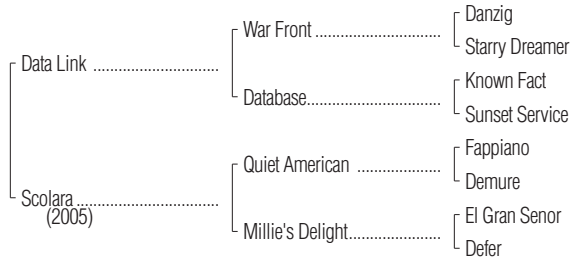 Danzig
War Front
Starry Dreamer
Data Link
Known Fact
Database
Sunset Service
Fappiano
Quiet American
Demure
Scolara
(2005)
El Gran Senor
Millie's Delight
Defer